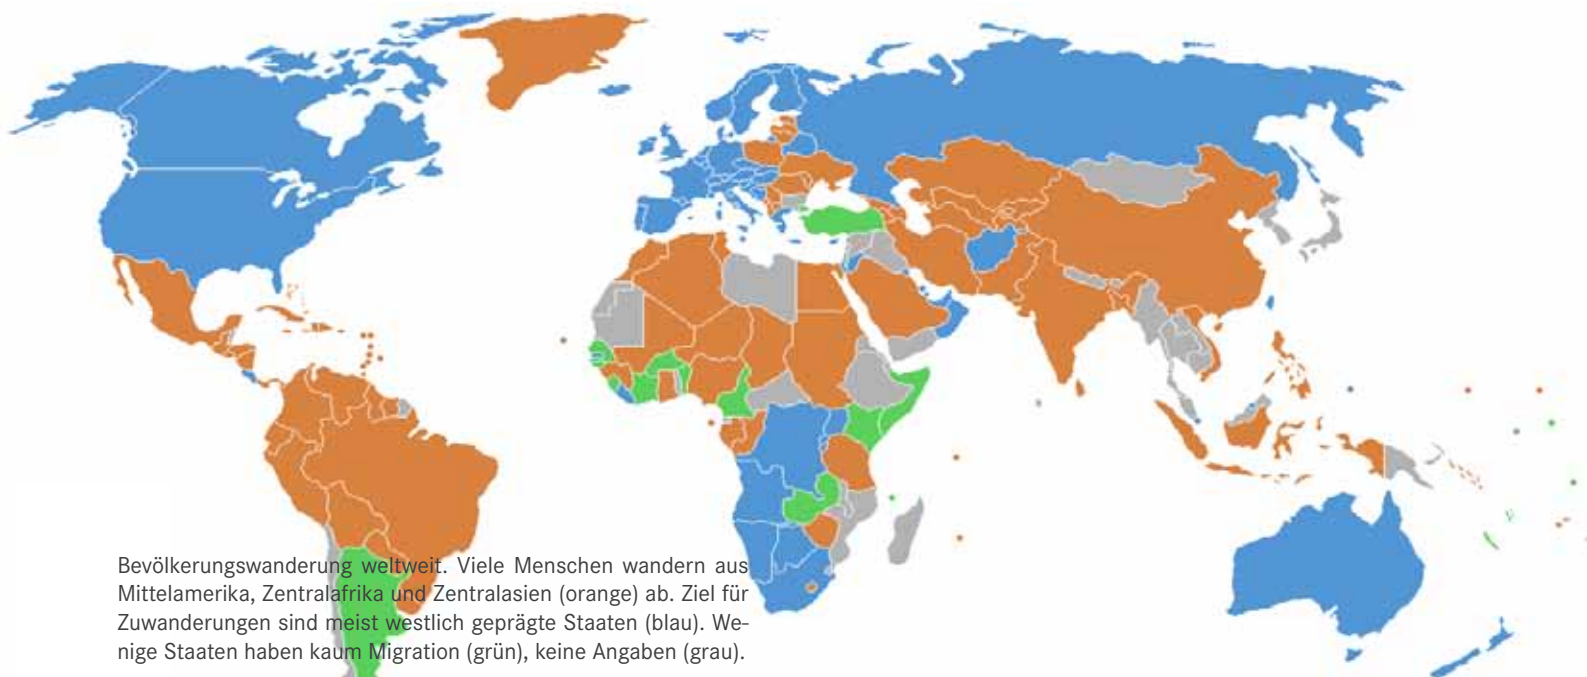 Bevölkerungswanderung weltweit. Viele Menschen wandern aus
Mittelamerika, Zentralafrika und Zentralasien (orange) ab. Ziel für
Zuwanderungen sind meist westlich geprägte Staaten (blau). We-
nige Staaten haben kaum Migration (grün), keine Angaben (grau).